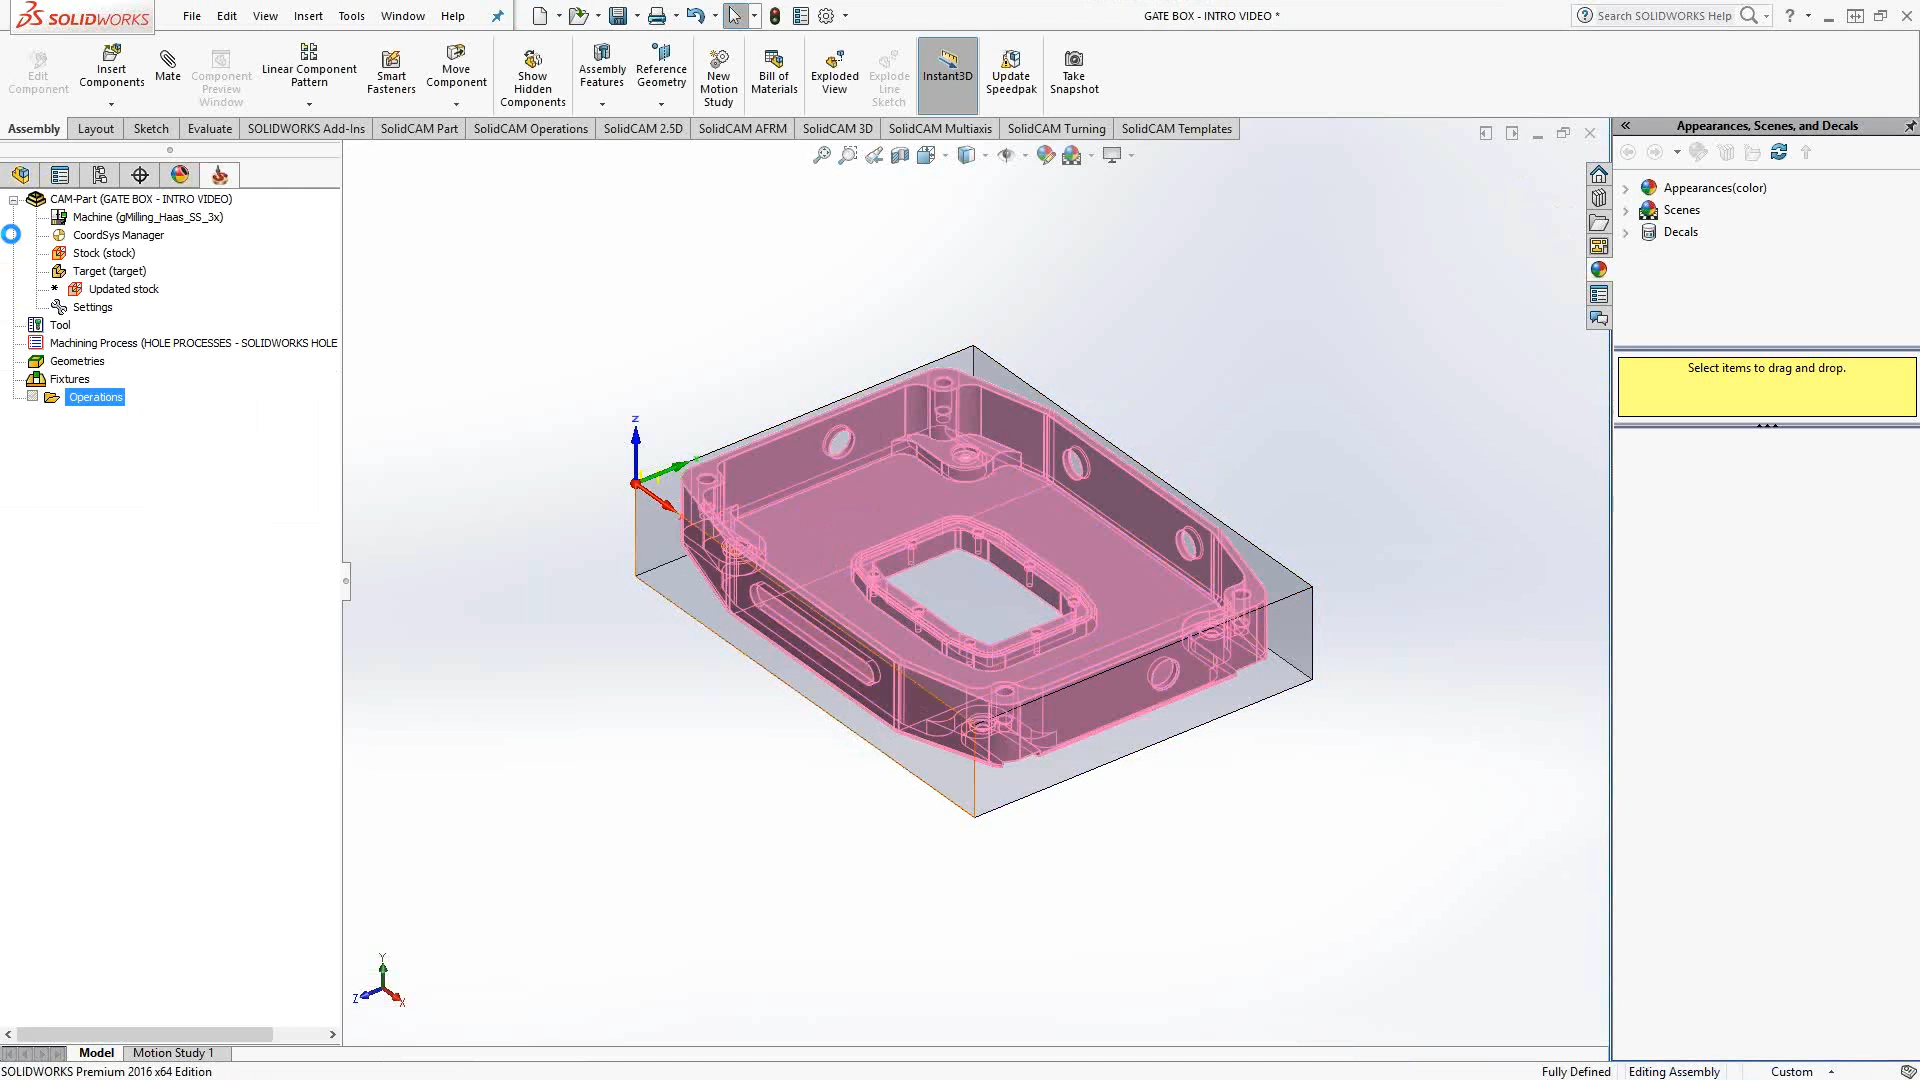 SOLIDWORKS
File Edit View Insert Tools Window Help
GATE BOX - INTRO VIDEO *
Search SOLIDWORKS Help
Edit Component
Insert Components
Mate
Component Preview Window
Linear Component Pattern
Smart Fasteners
Move Component
Show Hidden Components
Assembly Features
Reference Geometry
New Motion Study
Bill of Materials
Exploded View
Explode Line Sketch
Instant3D
Update Speedpak
Take Snapshot
Assembly Layout Sketch Evaluate SOLIDWORKS Add-Ins SolidCAM Part SolidCAM Operations SolidCAM 2.5D SolidCAM AFRM SolidCAM 3D SolidCAM Multiaxis SolidCAM Turning SolidCAM Templates
CAM-Part (GATE BOX - INTRO VIDEO)
Machine (gMilling_Haas_SS_3x)
CoordSys Manager
Stock (stock)
Target (target)
* Updated stock
Settings
Tool
Machining Process (HOLE PROCESSES - SOLIDWORKS HOLE
Geometries
Fixtures
Operations
Z
Y
Z
X
Appearances, Scenes, and Decals
Appearances(color)
Scenes
Decals
Select items to drag and drop.
Model Motion Study 1
SOLIDWORKS Premium 2016 x64 Edition
Fully Defined Editing Assembly Custom